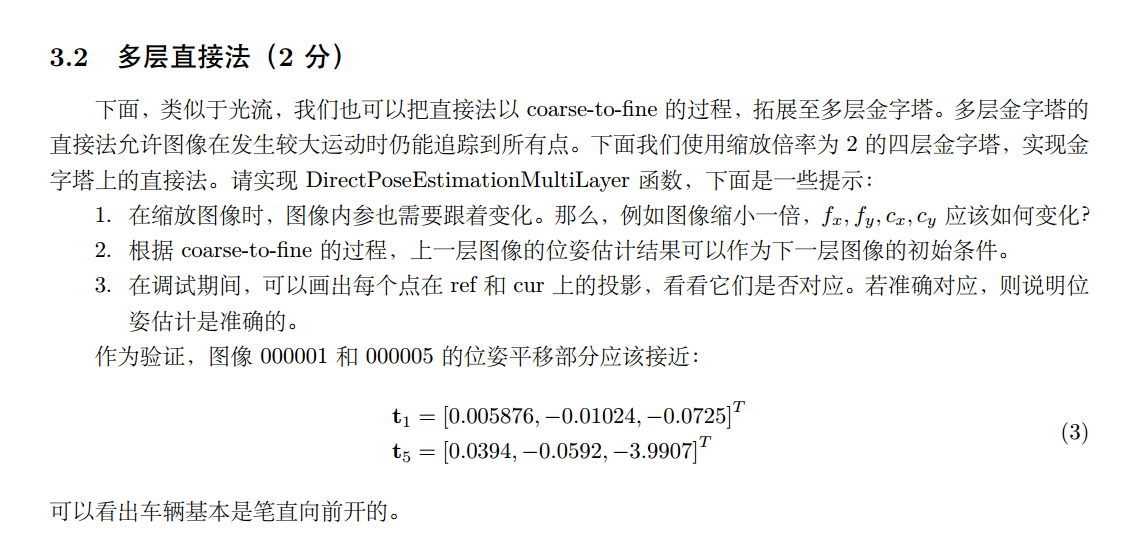 3.2 多层直接法（2 分）
下面，类似于光流，我们也可以把直接法以 coarse-to-fine 的过程，拓展至多层金字塔。多层金字塔的
直接法允许图像在发生较大运动时仍能追踪到所有点。下面我们使用缩放倍率为 2 的四层金字塔，实现金
字塔上的直接法。请实现 DirectPoseEstimationMultiLayer 函数，下面是一些提示：
1. 在缩放图像时，图像内参也需要跟着变化。那么，例如图像缩小一倍，fx, fy, cx, cy 应该如何变化？
2. 根据 coarse-to-fine 的过程，上一层图像的位姿估计结果可以作为下一层图像的初始条件。
3. 在调试期间，可以画出每个点在 ref 和 cur 上的投影，看看它们是否对应。若准确对应，则说明位
姿估计是准确的。
作为验证，图像 000001 和 000005 的位姿平移部分应该接近：
t1 = [0.005876, −0.01024, −0.0725]^T
t5 = [0.0394, −0.0592, −3.9907]^T
(3)
可以看出车辆基本是笔直向前开的。